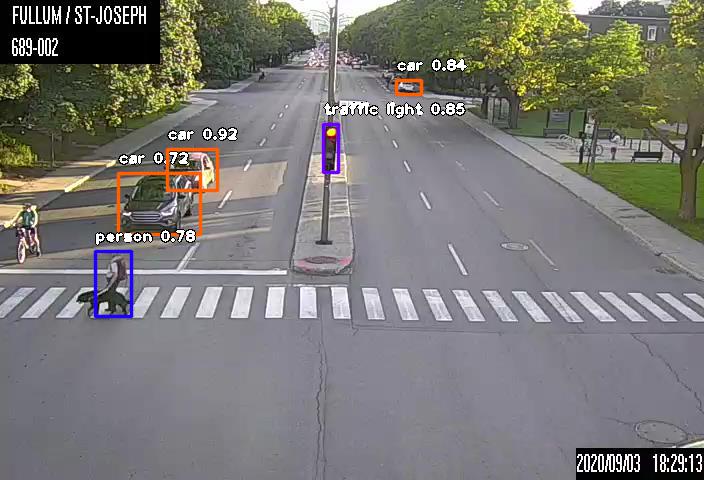 FULLUM / ST-JOSEPH
689-002
car 0.84
traffic light 0.85
car 0.92
car 0.72
person 0.78
2020/09/03 18:29:13